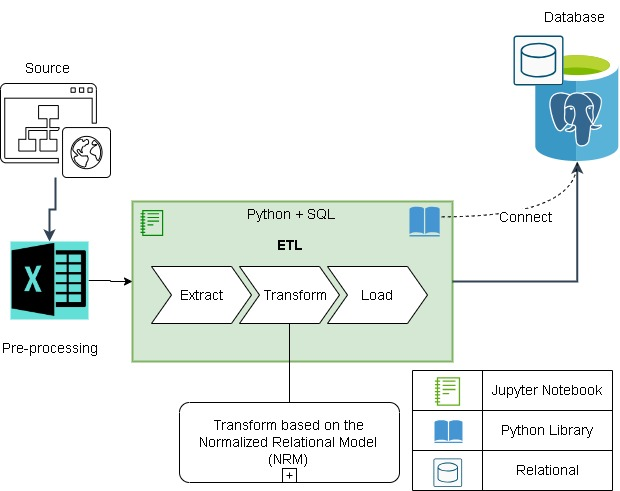 Database
Source
Python + SQL
Connect
ETL
X
Extract
Transform
Load
Pre-processing
Transform based on the
Normalized Relational Model
(NRM)
+
Jupyter Notebook
Python Library
Relational